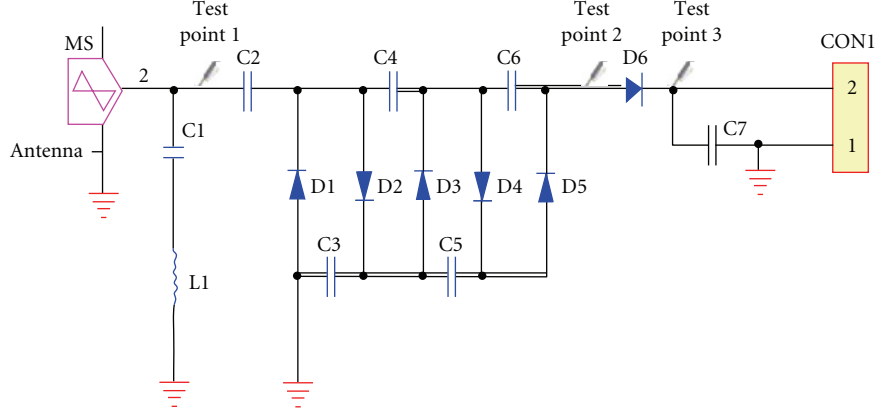 Test
point 1
Test
point 2
Test
point 3
MS
2
C2
C4
C6
D6
CON1
2
C1
C7
1
Antenna
D1
D2
D3
D4
D5
C3
C5
L1